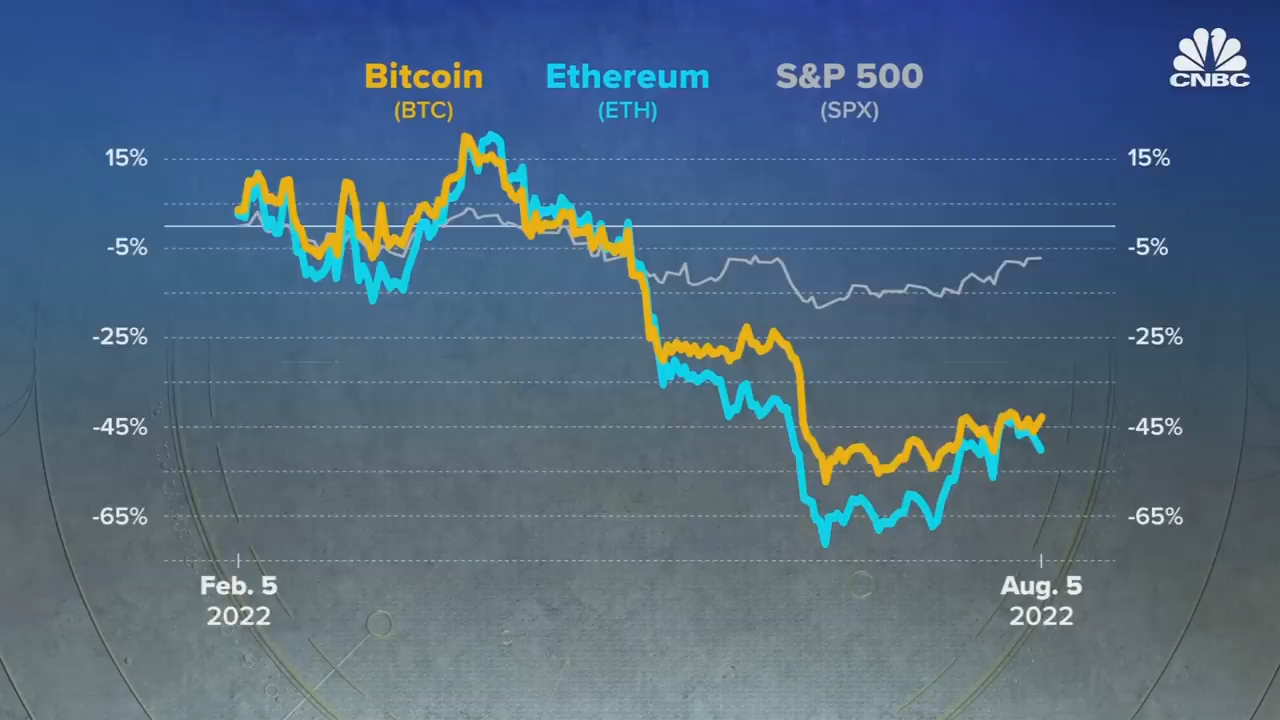 Bitcoin
(BTC)
Ethereum
(ETH)
S&P 500
(SPX)
CNBC
15%
15%
-5%
-5%
-25%
-25%
-45%
-45%
-65%
-65%
Feb. 5
2022
Aug. 5
2022